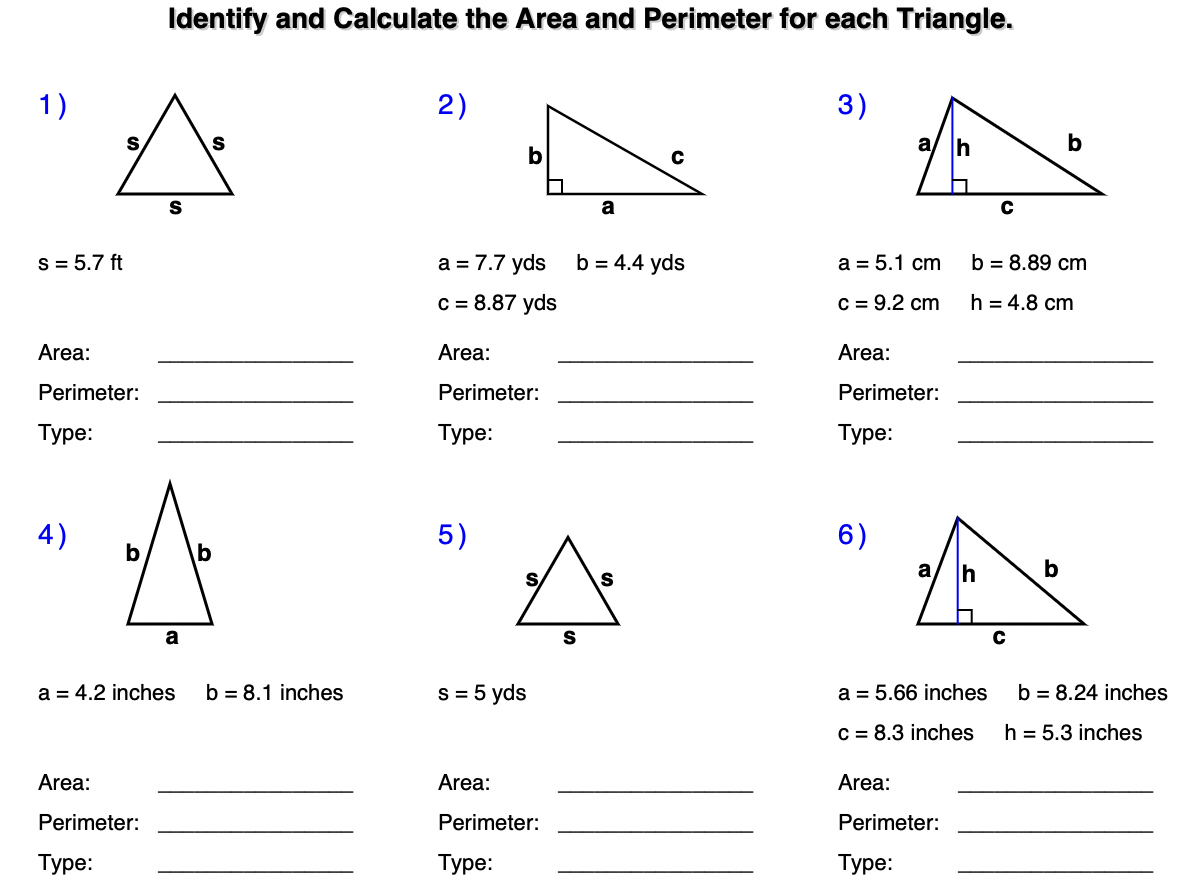 Identify and Calculate the Area and Perimeter for each Triangle.
1) 2) 3)
s s b c a h b
s a c
s = 5.7 ft a = 7.7 yds b = 4.4 yds a = 5.1 cm b = 8.89 cm
c = 8.87 yds c = 9.2 cm h = 4.8 cm
Area: Area: Area:
Perimeter: Perimeter: Perimeter:
Type: Type: Type:
4) 5) 6)
b b s s a h b
a s c
a = 4.2 inches b = 8.1 inches s = 5 yds a = 5.66 inches b = 8.24 inches
c = 8.3 inches h = 5.3 inches
Area: Area: Area:
Perimeter: Perimeter: Perimeter:
Type: Type: Type: